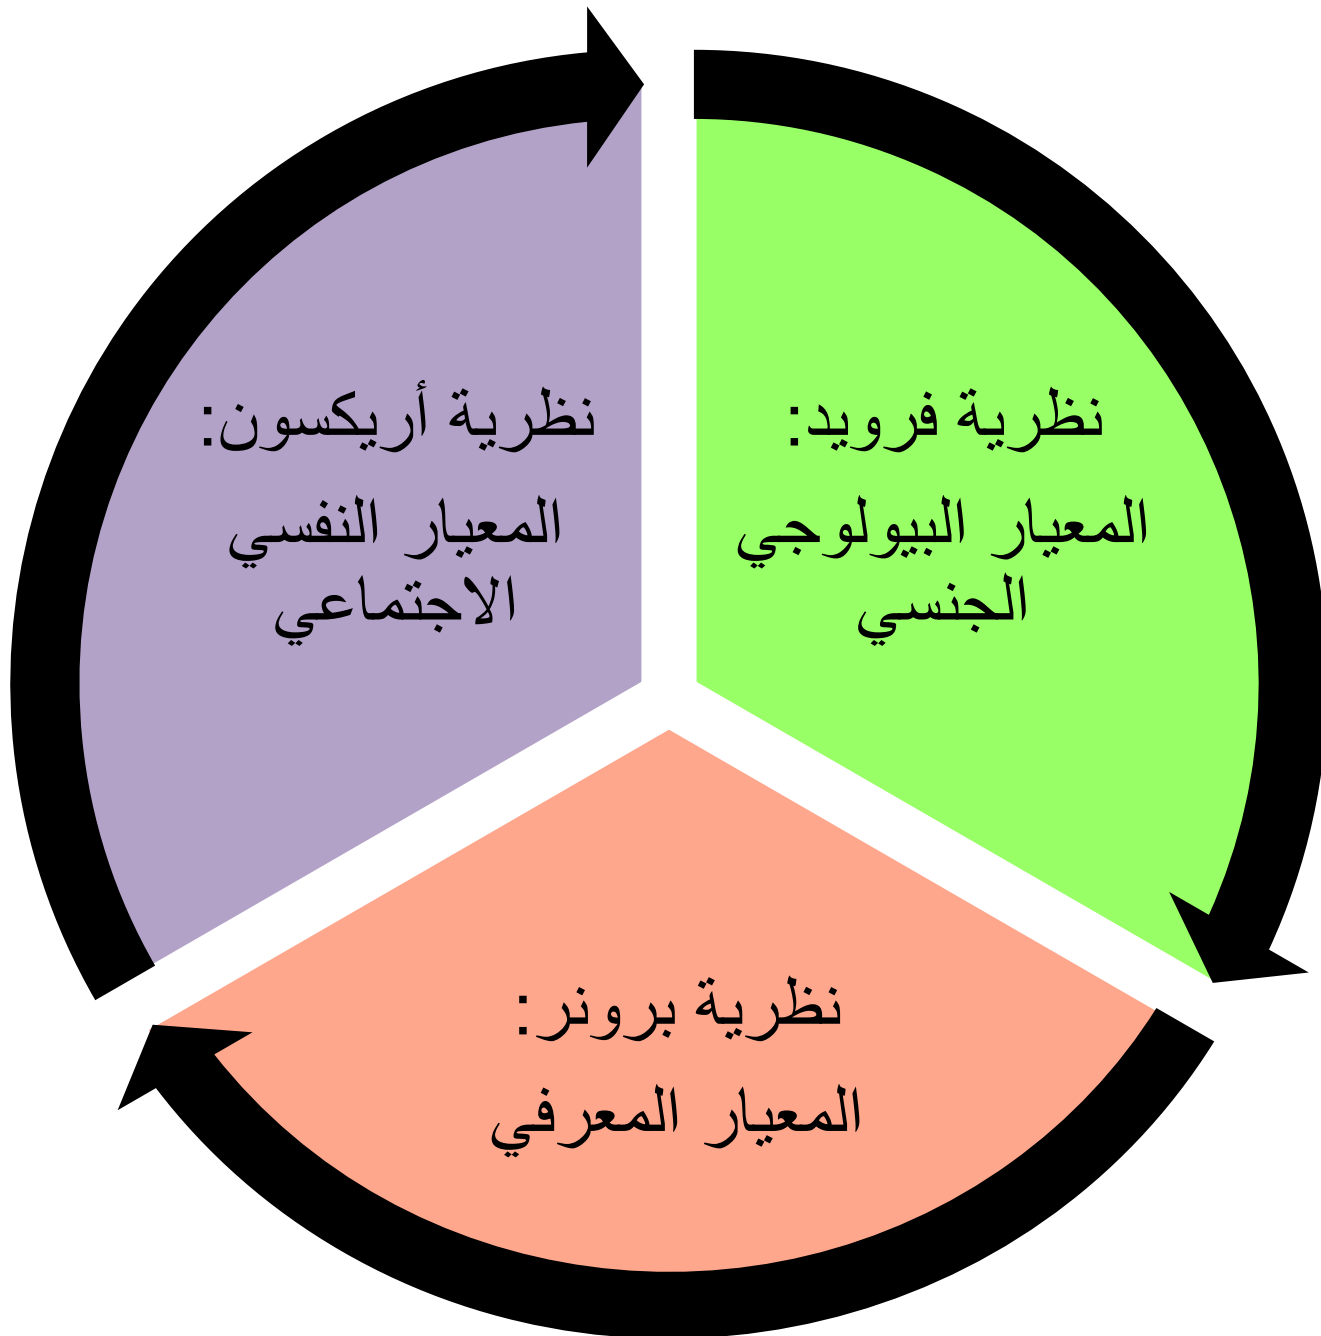 نظرية فرويد:
المعيار البيولوجي
الجنسي
نظرية برونر:
المعيار المعرفي
نظرية أريكسون:
المعيار النفسي
الاجتماعي